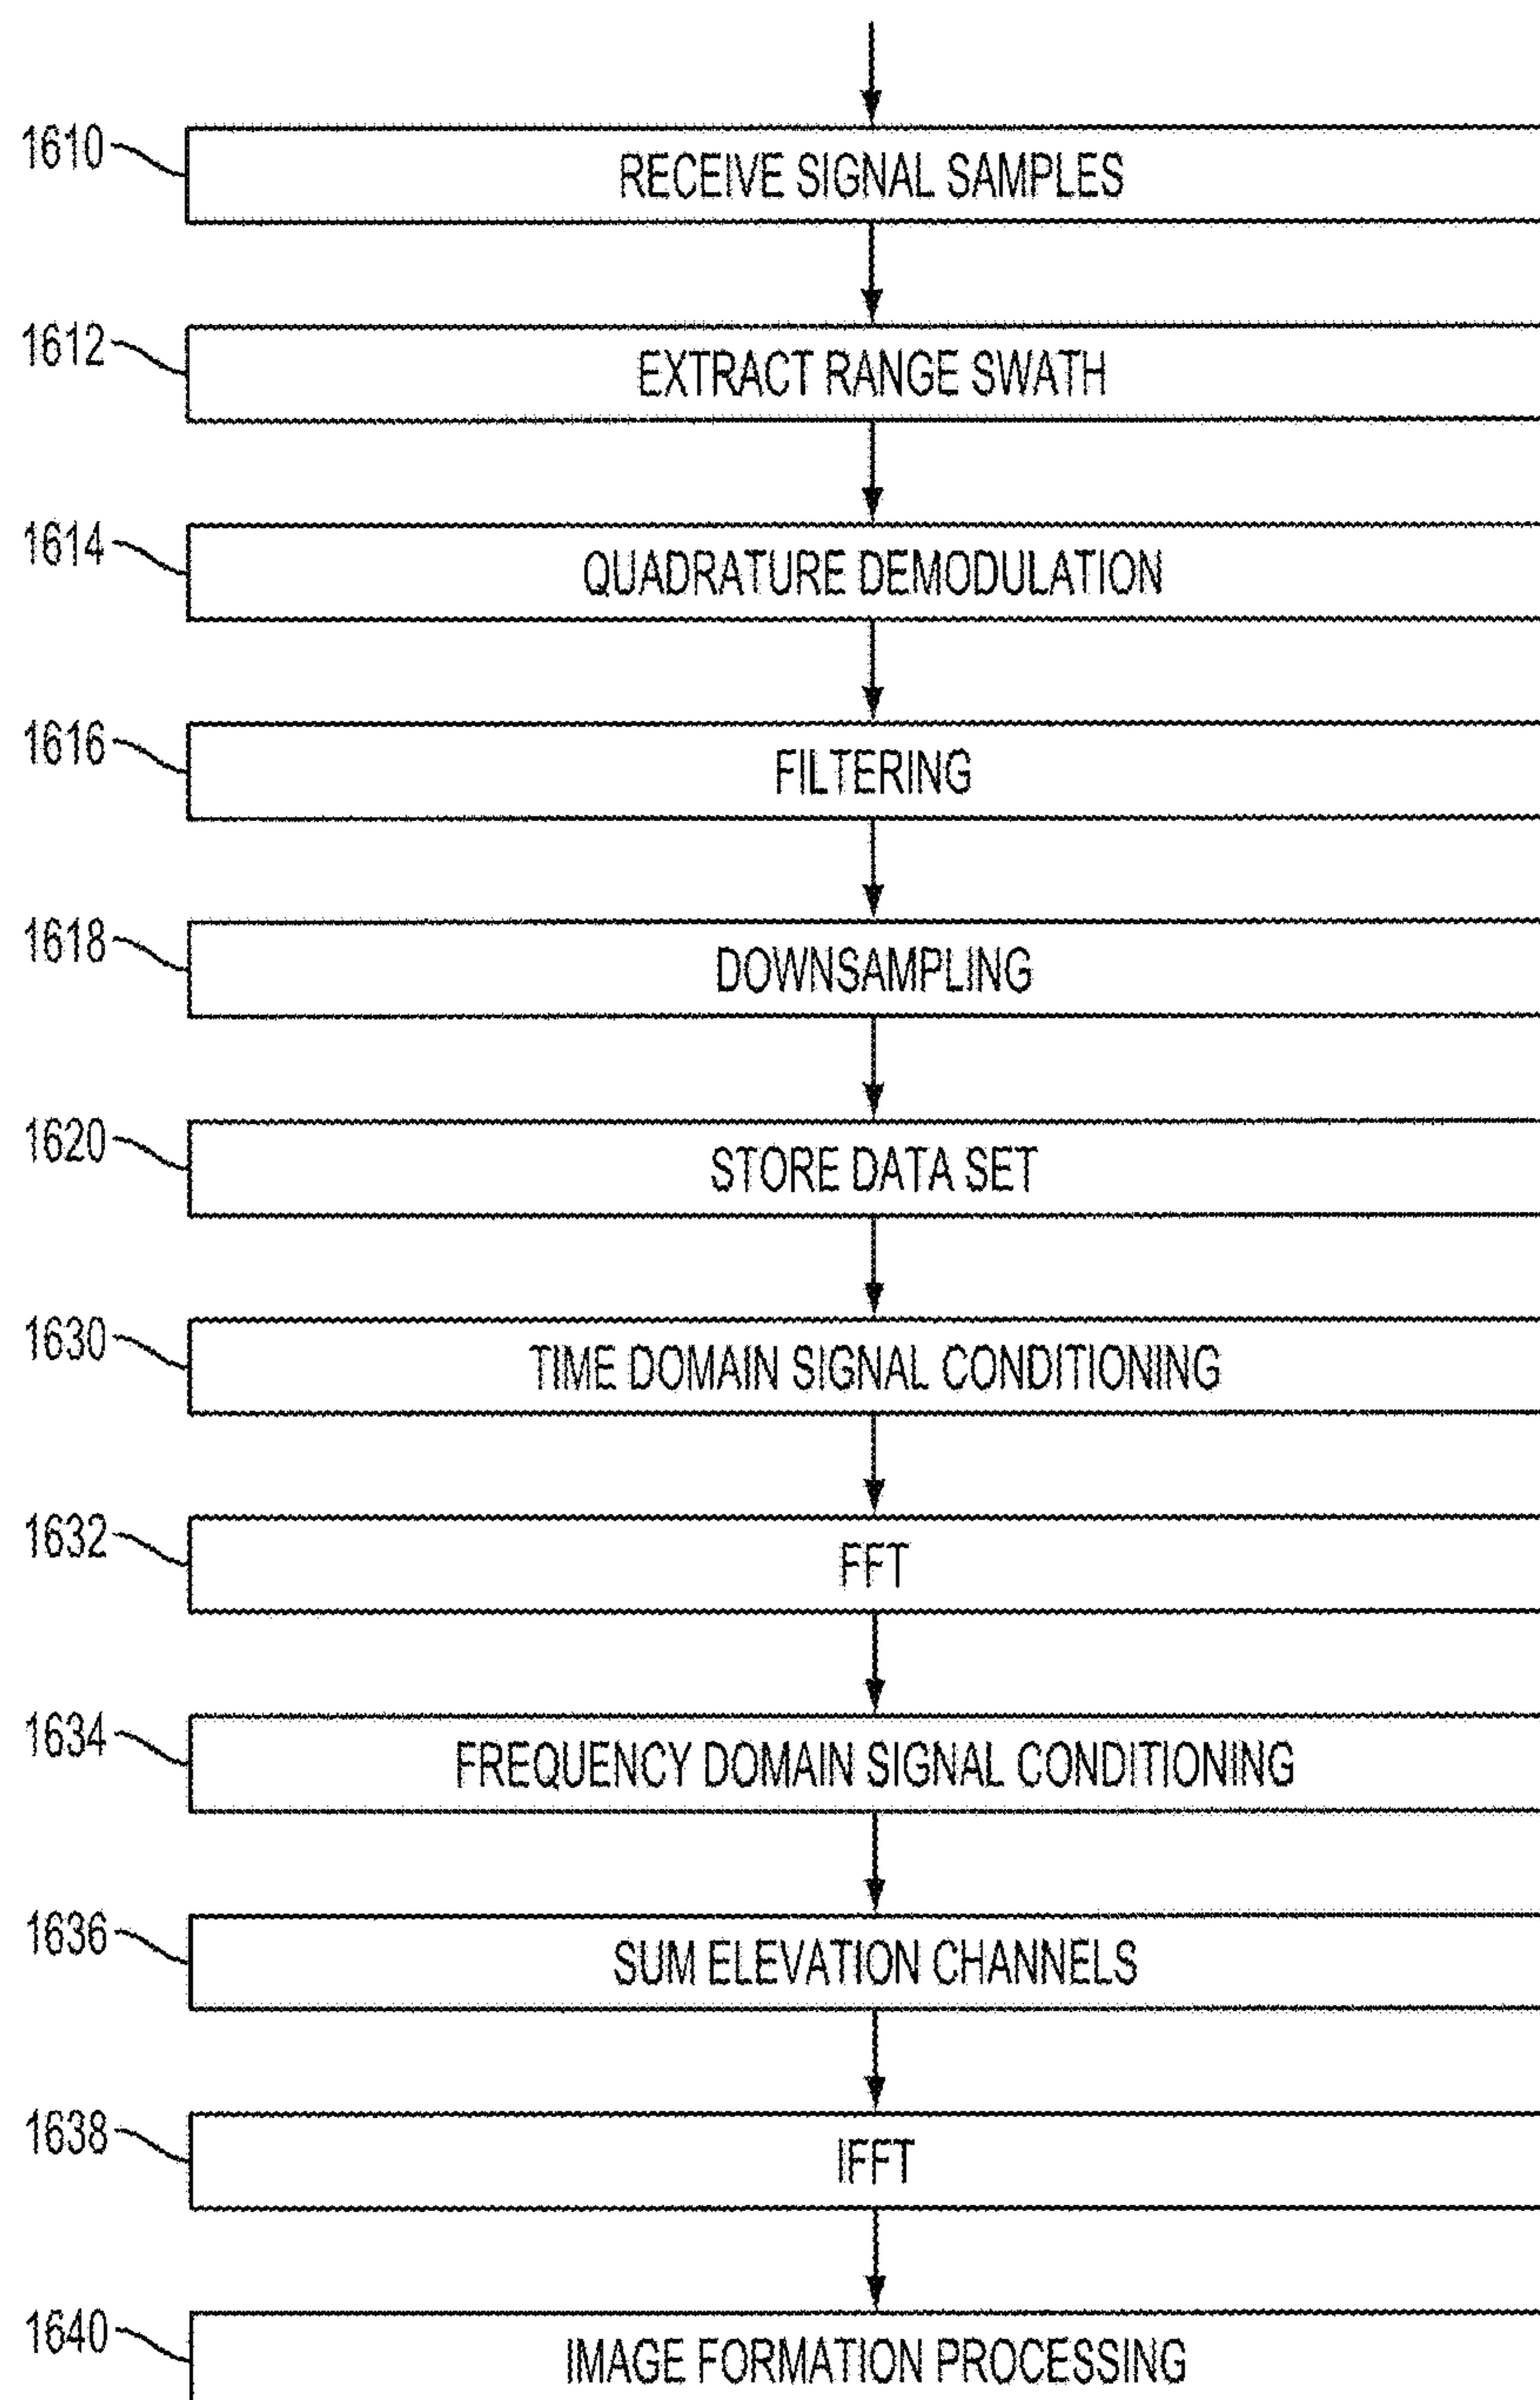 1610 RECEIVE SIGNAL SAMPLES
1612 EXTRACT RANGE SWATH
1614 QUADRATURE DEMODULATION
1616 FILTERING
1618 DOWNSAMPLING
1620 STORE DATA SET
1630 TIME DOMAIN SIGNAL CONDITIONING
1632 FFT
1634 FREQUENCY DOMAIN SIGNAL CONDITIONING
1636 SUM ELEVATION CHANNELS
1638 IFFT
1640 IMAGE FORMATION PROCESSING